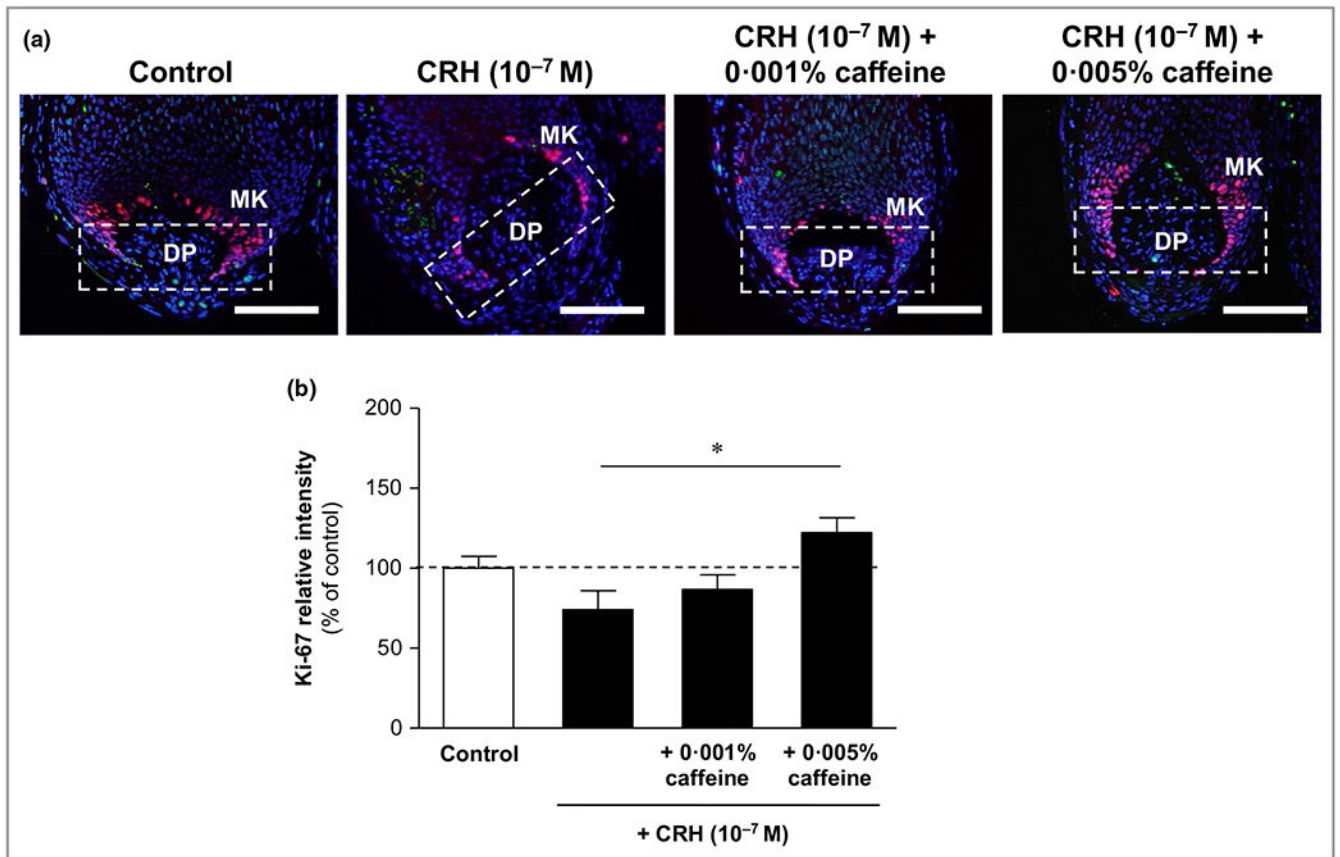 (a)
Control
CRH (10⁻⁷ M)
CRH (10⁻⁷ M) +
0·001% caffeine
CRH (10⁻⁷ M) +
0·005% caffeine
MK
DP
MK
DP
MK
DP
MK
DP
(b)
Ki-67 relative intensity
(% of control)
200
150
100
50
0
*
Control
+ 0·001%
caffeine
+ 0·005%
caffeine
+ CRH (10⁻⁷ M)